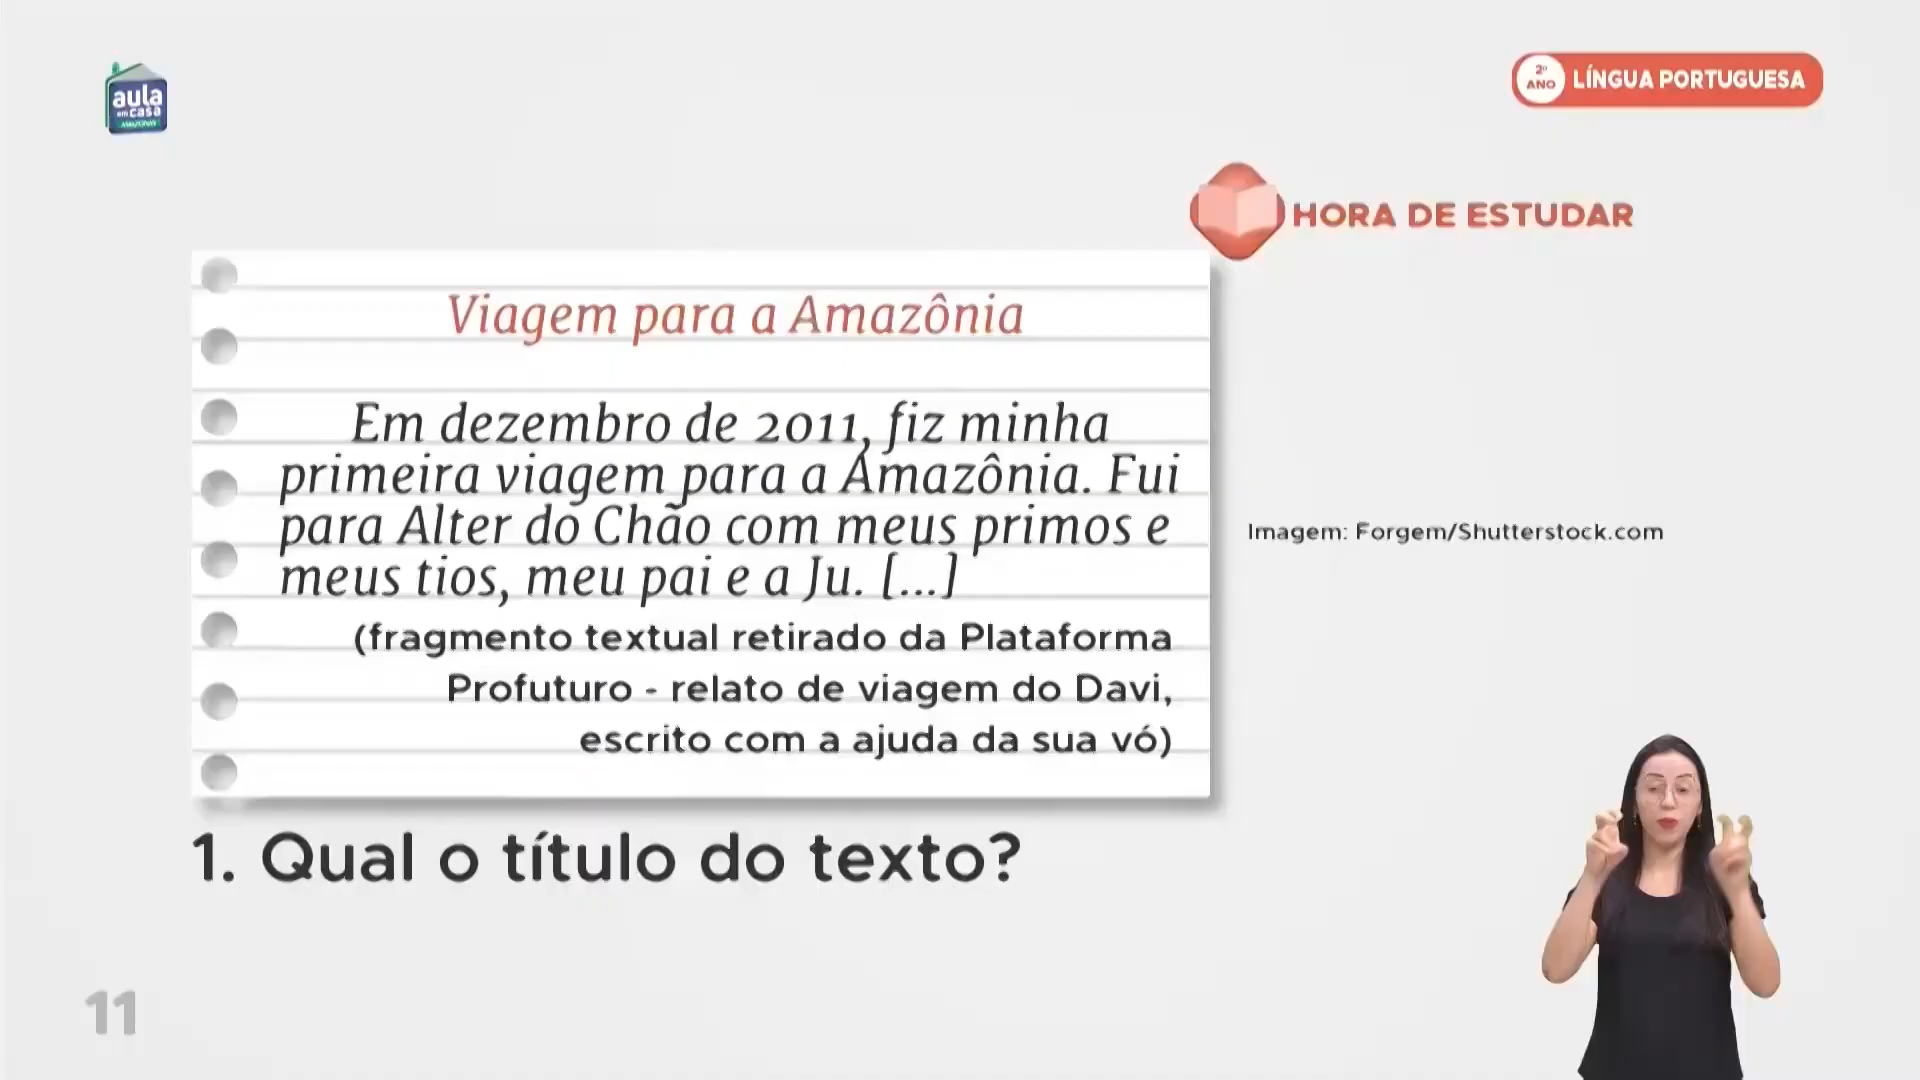 aula
em casa
AMAZONAS
2º
ANO
LÍNGUA PORTUGUESA
HORA DE ESTUDAR
Viagem para a Amazônia
Em dezembro de 2011, fiz minha
primeira viagem para a Amazônia. Fui
para Alter do Chão com meus primos e
meus tios, meu pai e a Ju. [...]
(fragmento textual retirado da Plataforma
Profuturo - relato de viagem do Davi,
escrito com a ajuda da sua vó)
Imagem: Forgem/Shutterstock.com
1. Qual o título do texto?
11